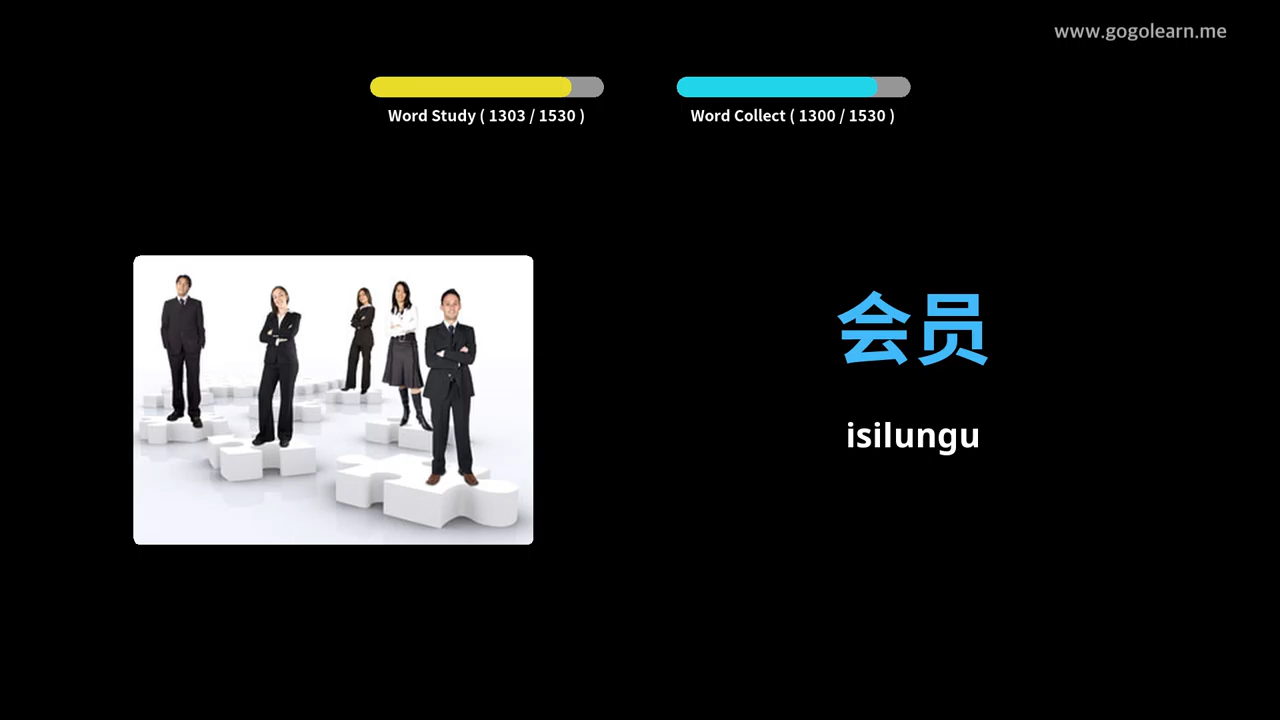 www.gogolearn.me
Word Study ( 1303 / 1530 )
Word Collect ( 1300 / 1530 )
会员
isilungu